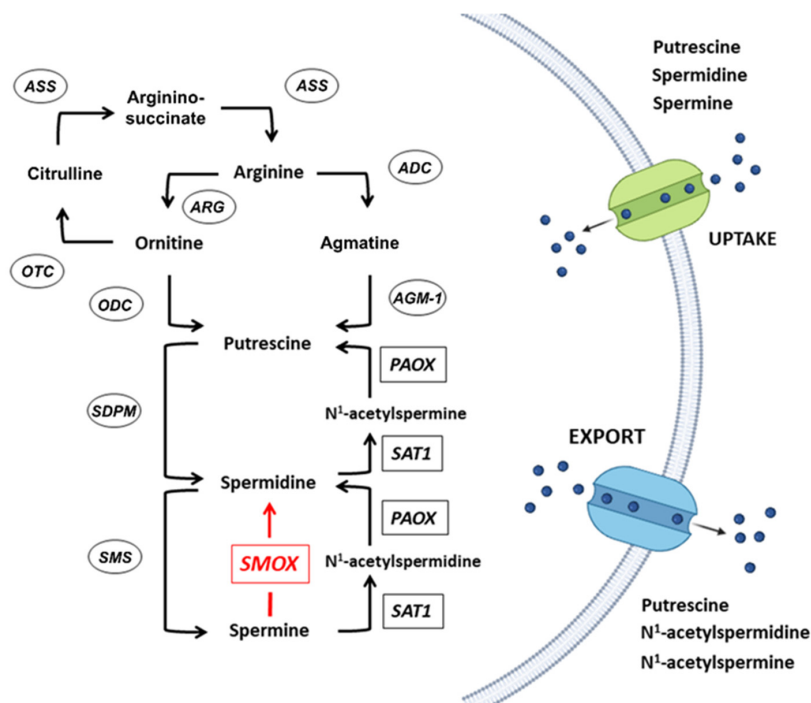 ASS
Arginino-
succinate
ASS
Citrulline
Arginine
ADC
ARG
Ornitine
Agmatine
OTC
ODC
AGM-1
Putrescine
PAOX
SDPM
N¹-acetylspermine
SAT1
Spermidine
PAOX
SMS
SMOX
N¹-acetylspermidine
SAT1
Spermine
Putrescine
Spermidine
Spermine
UPTAKE
EXPORT
Putrescine
N¹-acetylspermidine
N¹-acetylspermine